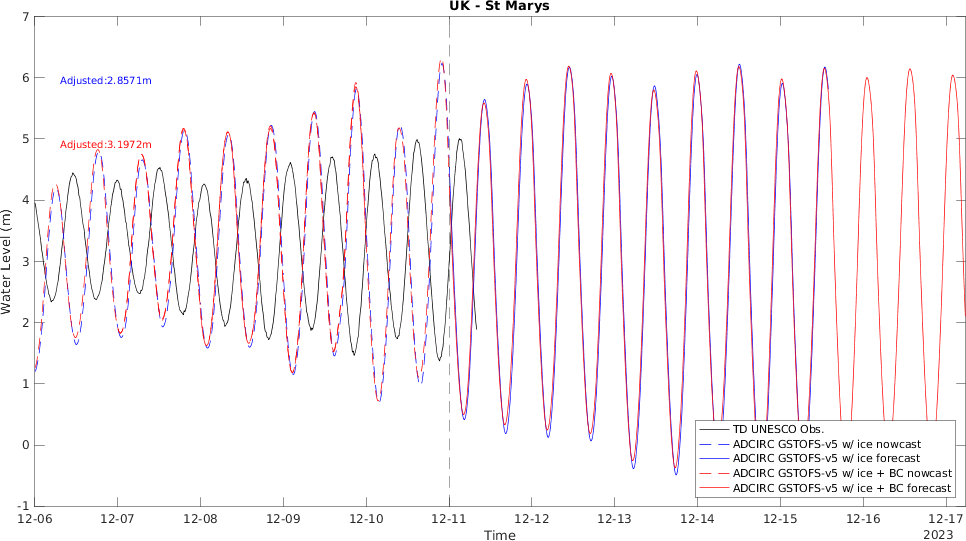 UK - St Marys
7
6
5
4
3
2
1
0
-1
Water Level (m)
Adjusted:2.8571m
Adjusted:3.1972m
TD UNESCO Obs.
ADCIRC GSTOFS-v5 w/ ice nowcast
ADCIRC GSTOFS-v5 w/ ice forecast
ADCIRC GSTOFS-v5 w/ ice + BC nowcast
ADCIRC GSTOFS-v5 w/ ice + BC forecast
12-06 12-07 12-08 12-09 12-10 12-11 12-12 12-13 12-14 12-15 12-16 12-17
Time
2023